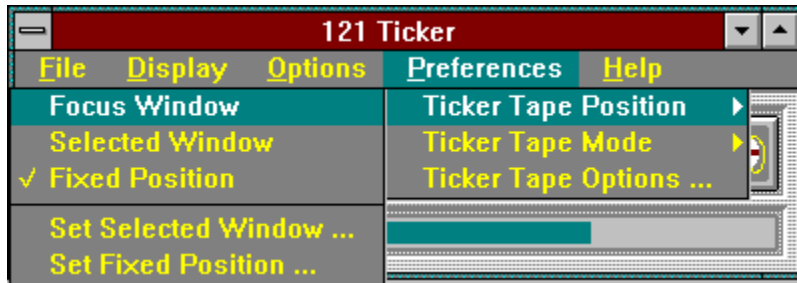 121 Ticker
File Display Options Preferences Help
Focus Window
Selected Window
✓ Fixed Position
Set Selected Window ...
Set Fixed Position ...
Ticker Tape Position
Ticker Tape Mode
Ticker Tape Options ...